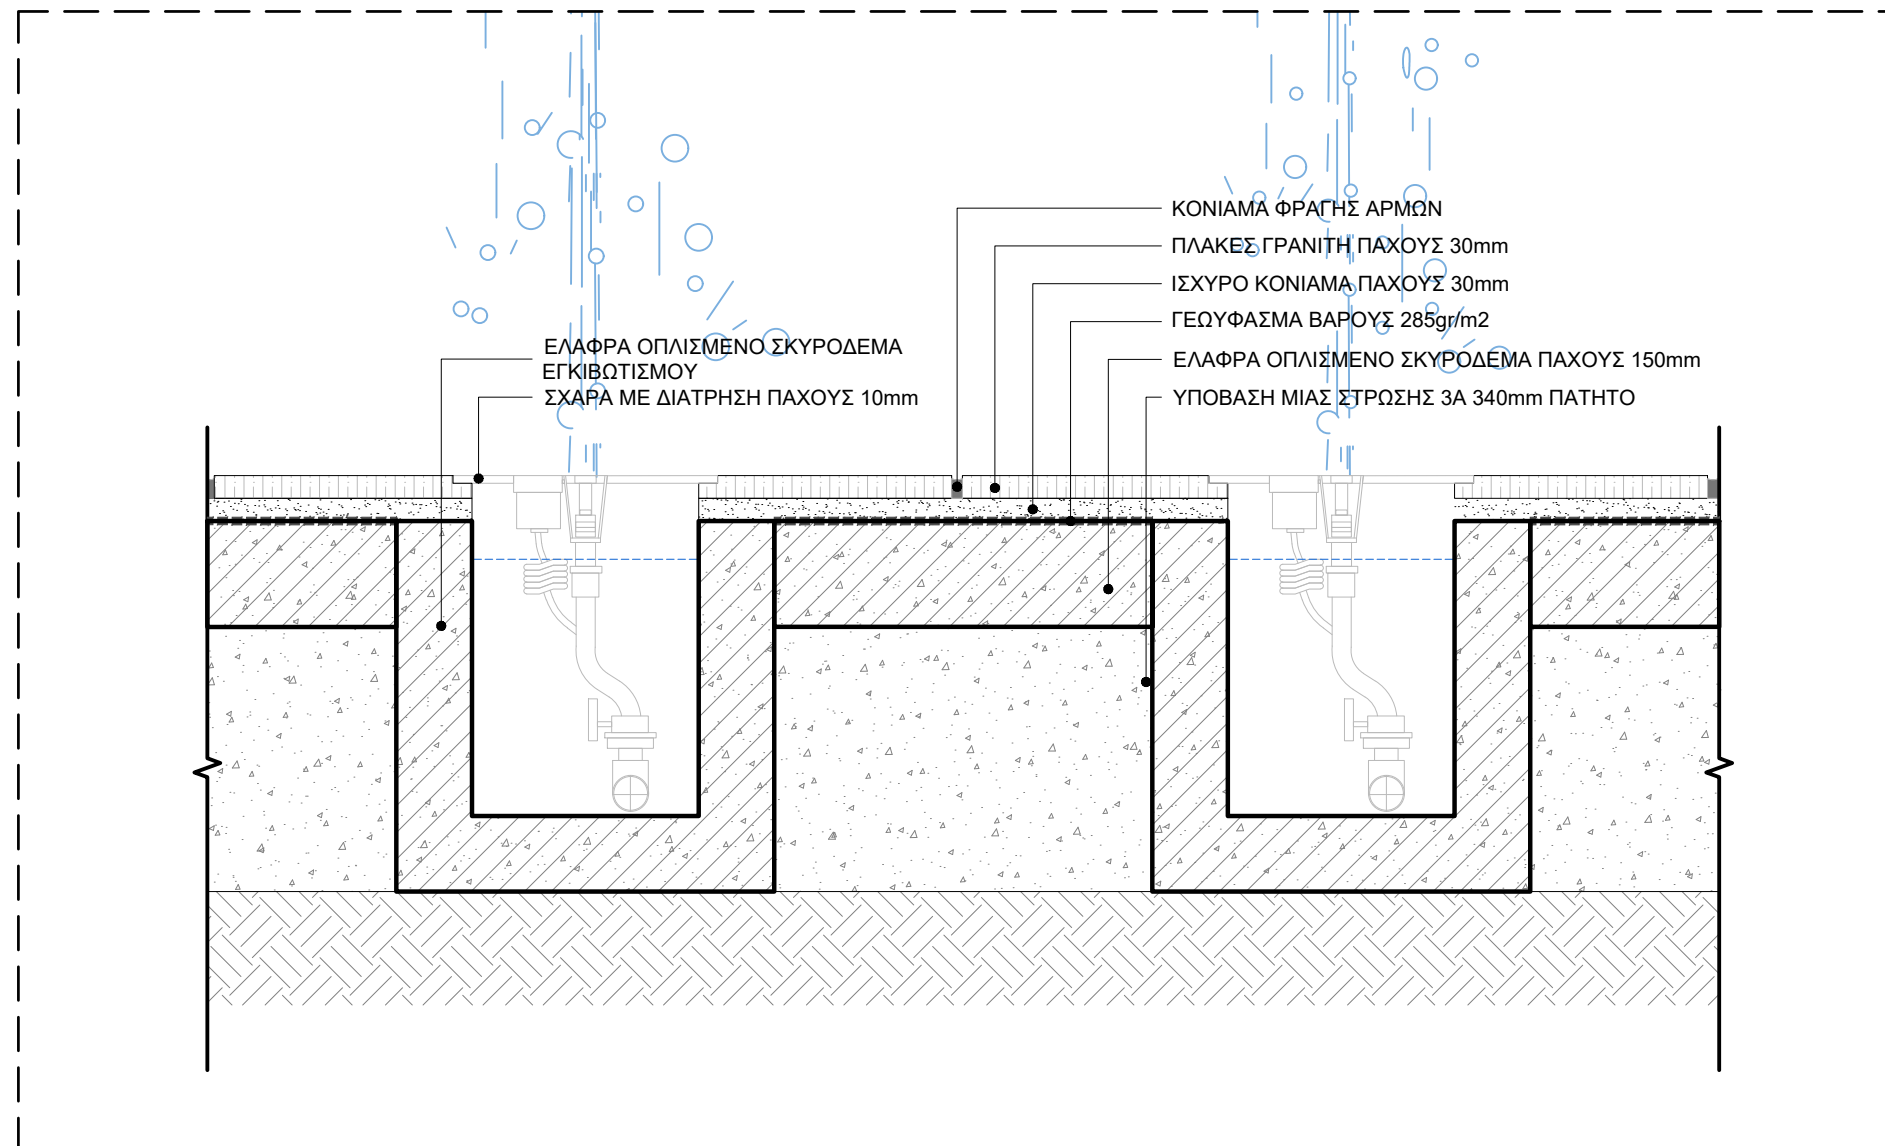 ΚΟΝΙΑΜΑ ΦΡΑΓΗΣ ΑΡΜΩΝ
ΠΛΑΚΕΣ ΓΡΑΝΙΤΗ ΠΑΧΟΥΣ 30mm
ΙΣΧΥΡΟ ΚΟΝΙΑΜΑ ΠΑΧΟΥΣ 30mm
ΓΕΩΥΦΑΣΜΑ ΒΑΡΟΥΣ 285gr/m2
ΕΛΑΦΡΑ ΟΠΛΙΣΜΕΝΟ ΣΚΥΡΟΔΕΜΑ ΠΑΧΟΥΣ 150mm
ΥΠΟΒΑΣΗ ΜΙΑΣ ΣΤΡΩΣΗΣ 3Α 340mm ΠΑΤΗΤΟ
ΕΛΑΦΡΑ ΟΠΛΙΣΜΕΝΟ ΣΚΥΡΟΔΕΜΑ
ΕΓΚΙΒΩΤΙΣΜΟΥ
ΣΧΑΡΑ ΜΕ ΔΙΑΤΡΗΣΗ ΠΑΧΟΥΣ 10mm